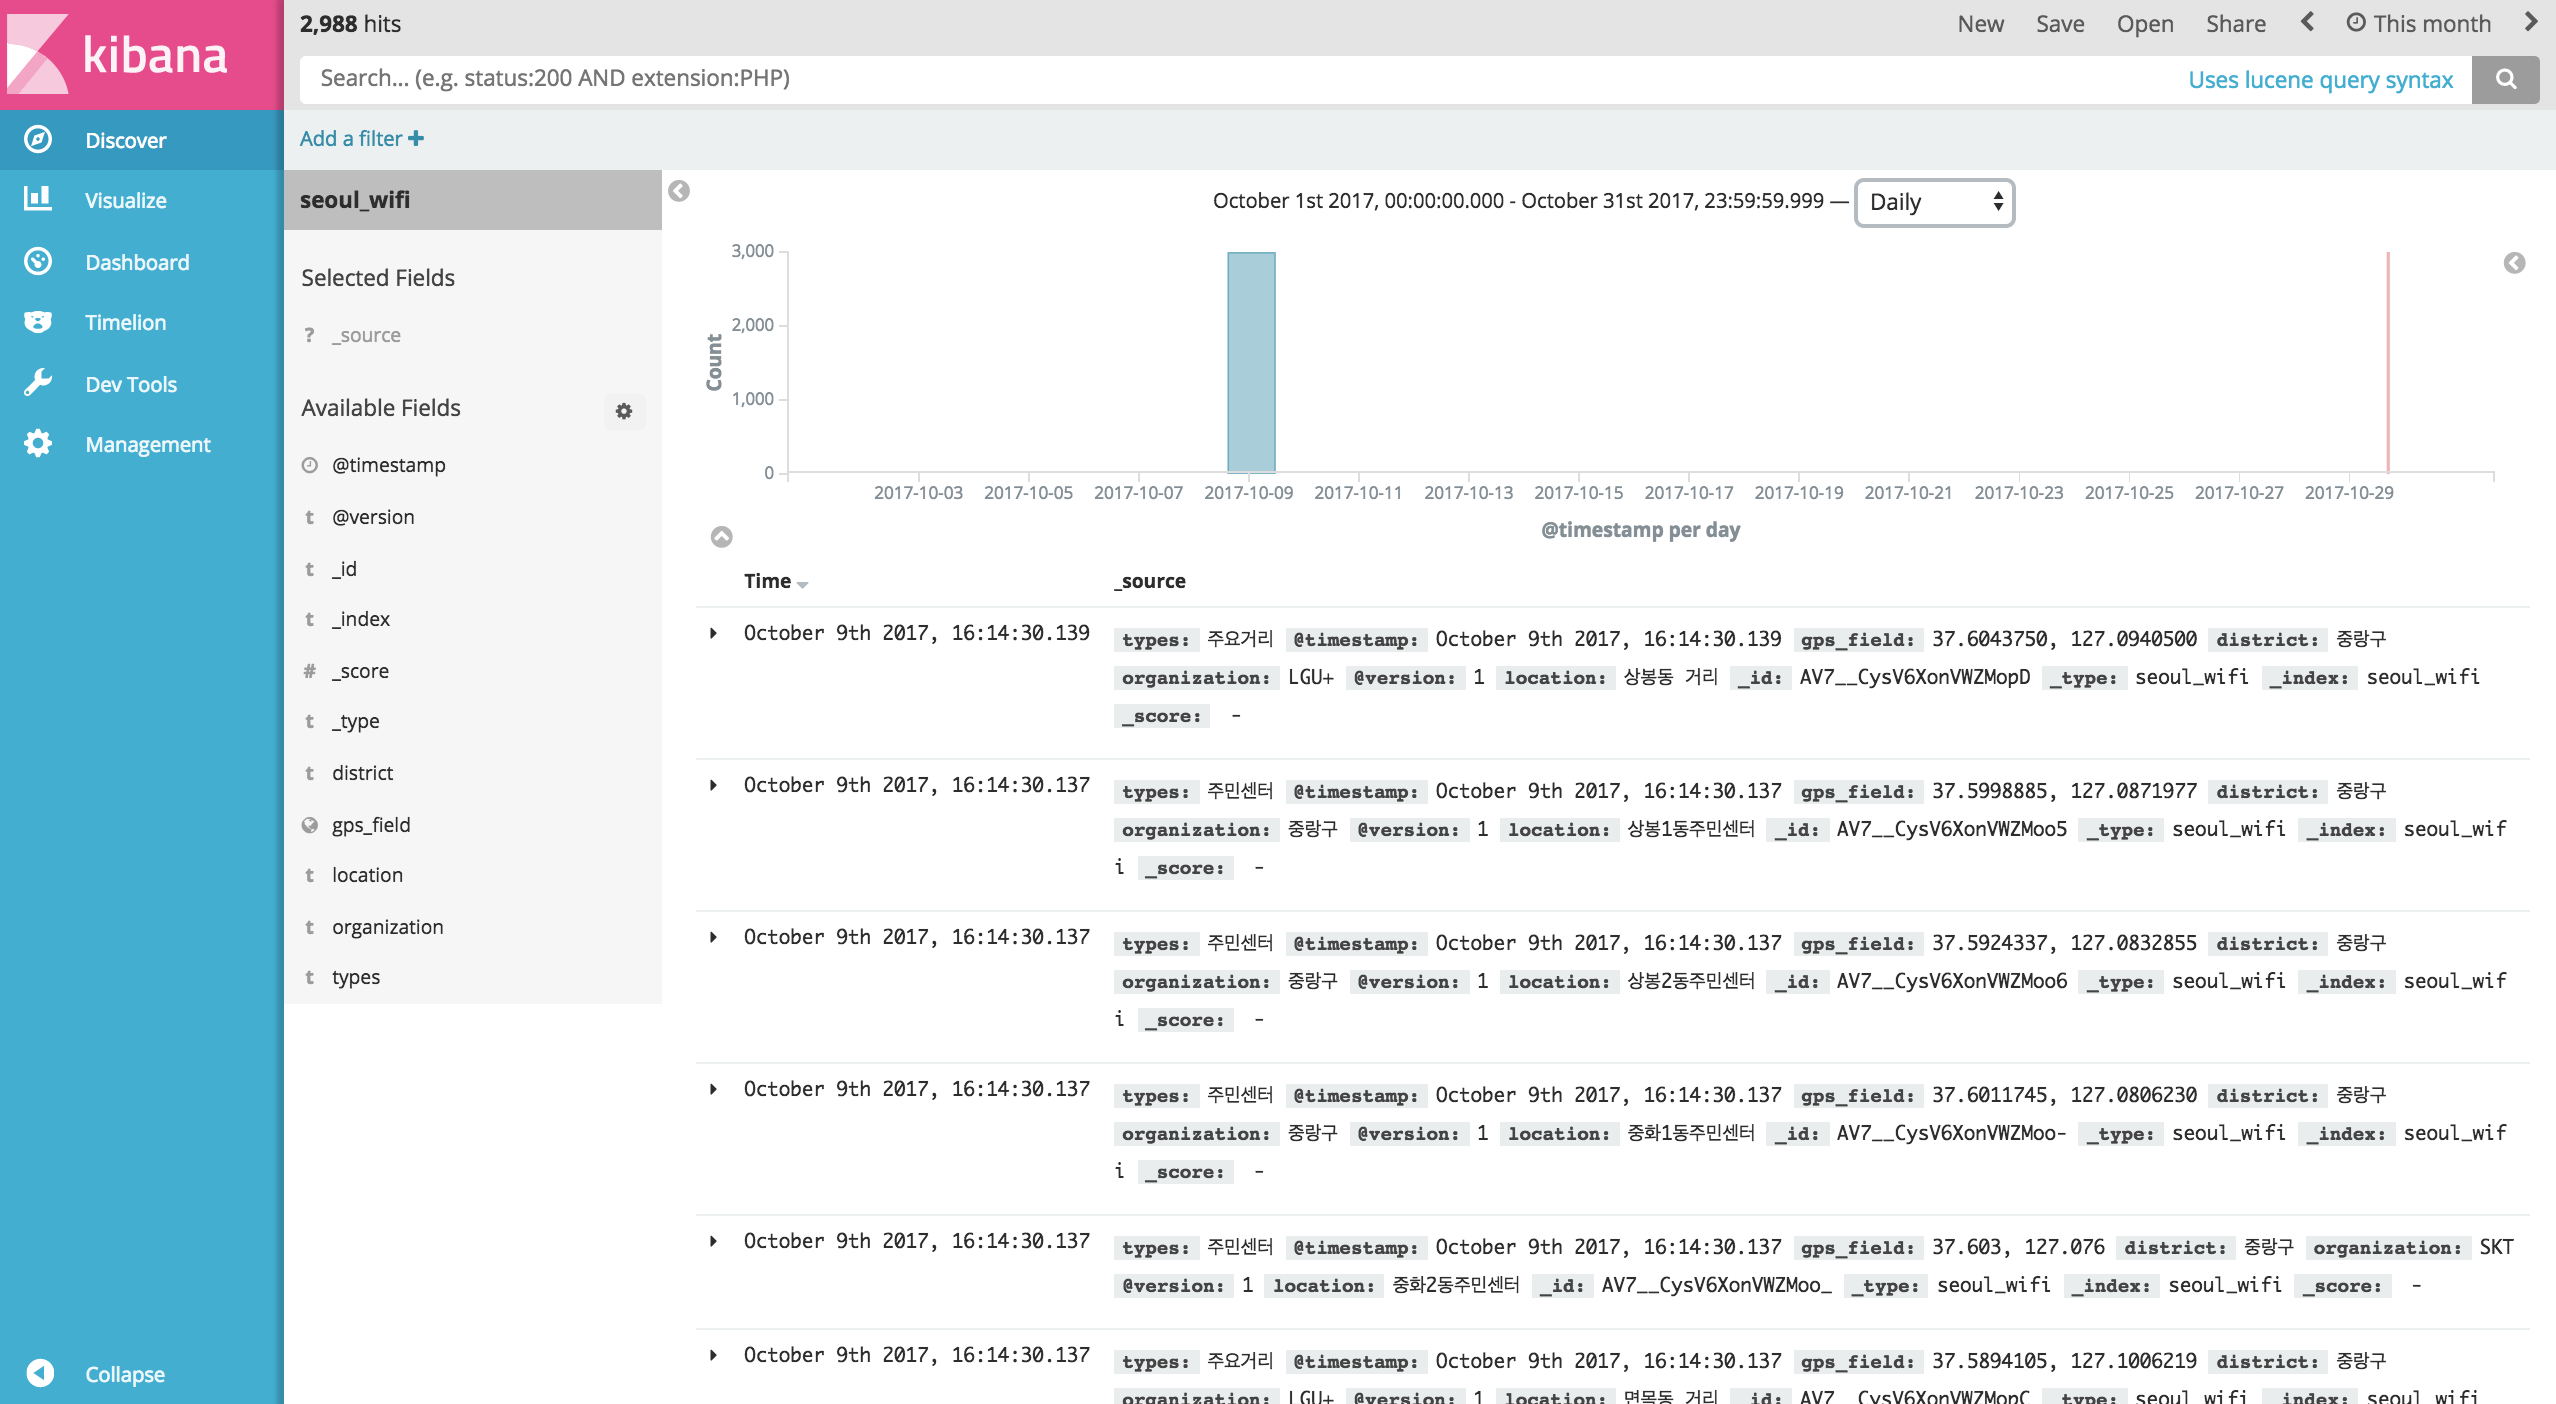 kibana
Discover
Visualize
Dashboard
Timelion
Dev Tools
Management
Collapse
2,988 hits
New Save Open Share This month
Search... (e.g. status:200 AND extension:PHP) Uses lucene query syntax
Add a filter
seoul_wifi
Selected Fields
? _source
Available Fields
@timestamp
t @version
t _id
t _index
# _score
t _type
t district
gps_field
t location
t organization
t types
October 1st 2017, 00:00:00.000 - October 31st 2017, 23:59:59.999 — Daily
Count
3,000
2,000
1,000
0
2017-10-03 2017-10-05 2017-10-07 2017-10-09 2017-10-11 2017-10-13 2017-10-15 2017-10-17 2017-10-19 2017-10-21 2017-10-23 2017-10-25 2017-10-27 2017-10-29
@timestamp per day
Time _source
October 9th 2017, 16:14:30.139 types: 주요거리 @timestamp: October 9th 2017, 16:14:30.139 gps_field: 37.6043750, 127.0940500 district: 중랑구
organization: LGU+ @version: 1 location: 상봉동 거리 _id: AV7__CysV6XonVWZMopD _type: seoul_wifi _index: seoul_wifi
_score: -
October 9th 2017, 16:14:30.137 types: 주민센터 @timestamp: October 9th 2017, 16:14:30.137 gps_field: 37.5998885, 127.0871977 district: 중랑구
organization: 중랑구 @version: 1 location: 상봉1동주민센터 _id: AV7__CysV6XonVWZMoo5 _type: seoul_wifi _index: seoul_wif
i _score: -
October 9th 2017, 16:14:30.137 types: 주민센터 @timestamp: October 9th 2017, 16:14:30.137 gps_field: 37.5924337, 127.0832855 district: 중랑구
organization: 중랑구 @version: 1 location: 상봉2동주민센터 _id: AV7__CysV6XonVWZMoo6 _type: seoul_wifi _index: seoul_wif
i _score: -
October 9th 2017, 16:14:30.137 types: 주민센터 @timestamp: October 9th 2017, 16:14:30.137 gps_field: 37.6011745, 127.0806230 district: 중랑구
organization: 중랑구 @version: 1 location: 중화1동주민센터 _id: AV7__CysV6XonVWZMoo- _type: seoul_wifi _index: seoul_wif
i _score: -
October 9th 2017, 16:14:30.137 types: 주민센터 @timestamp: October 9th 2017, 16:14:30.137 gps_field: 37.603, 127.076 district: 중랑구 organization: SKT
@version: 1 location: 중화2동주민센터 _id: AV7__CysV6XonVWZMoo_ _type: seoul_wifi _index: seoul_wifi _score: -
October 9th 2017, 16:14:30.137 types: 주요거리 @timestamp: October 9th 2017, 16:14:30.137 gps_field: 37.5894105, 127.1006219 district: 중랑구
organization: LGU+ @version: 1 location: 면목동 거리 _id: AV7__CysV6XonVWZMopC _type: seoul_wifi _index: seoul_wifi